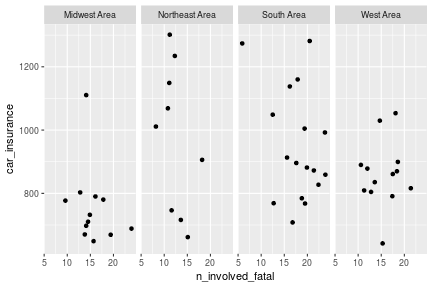 Midwest Area Northeast Area South Area West Area
car_insurance
1200
1000
800
5 10 15 20 5 10 15 20 5 10 15 20 5 10 15 20
n_involved_fatal